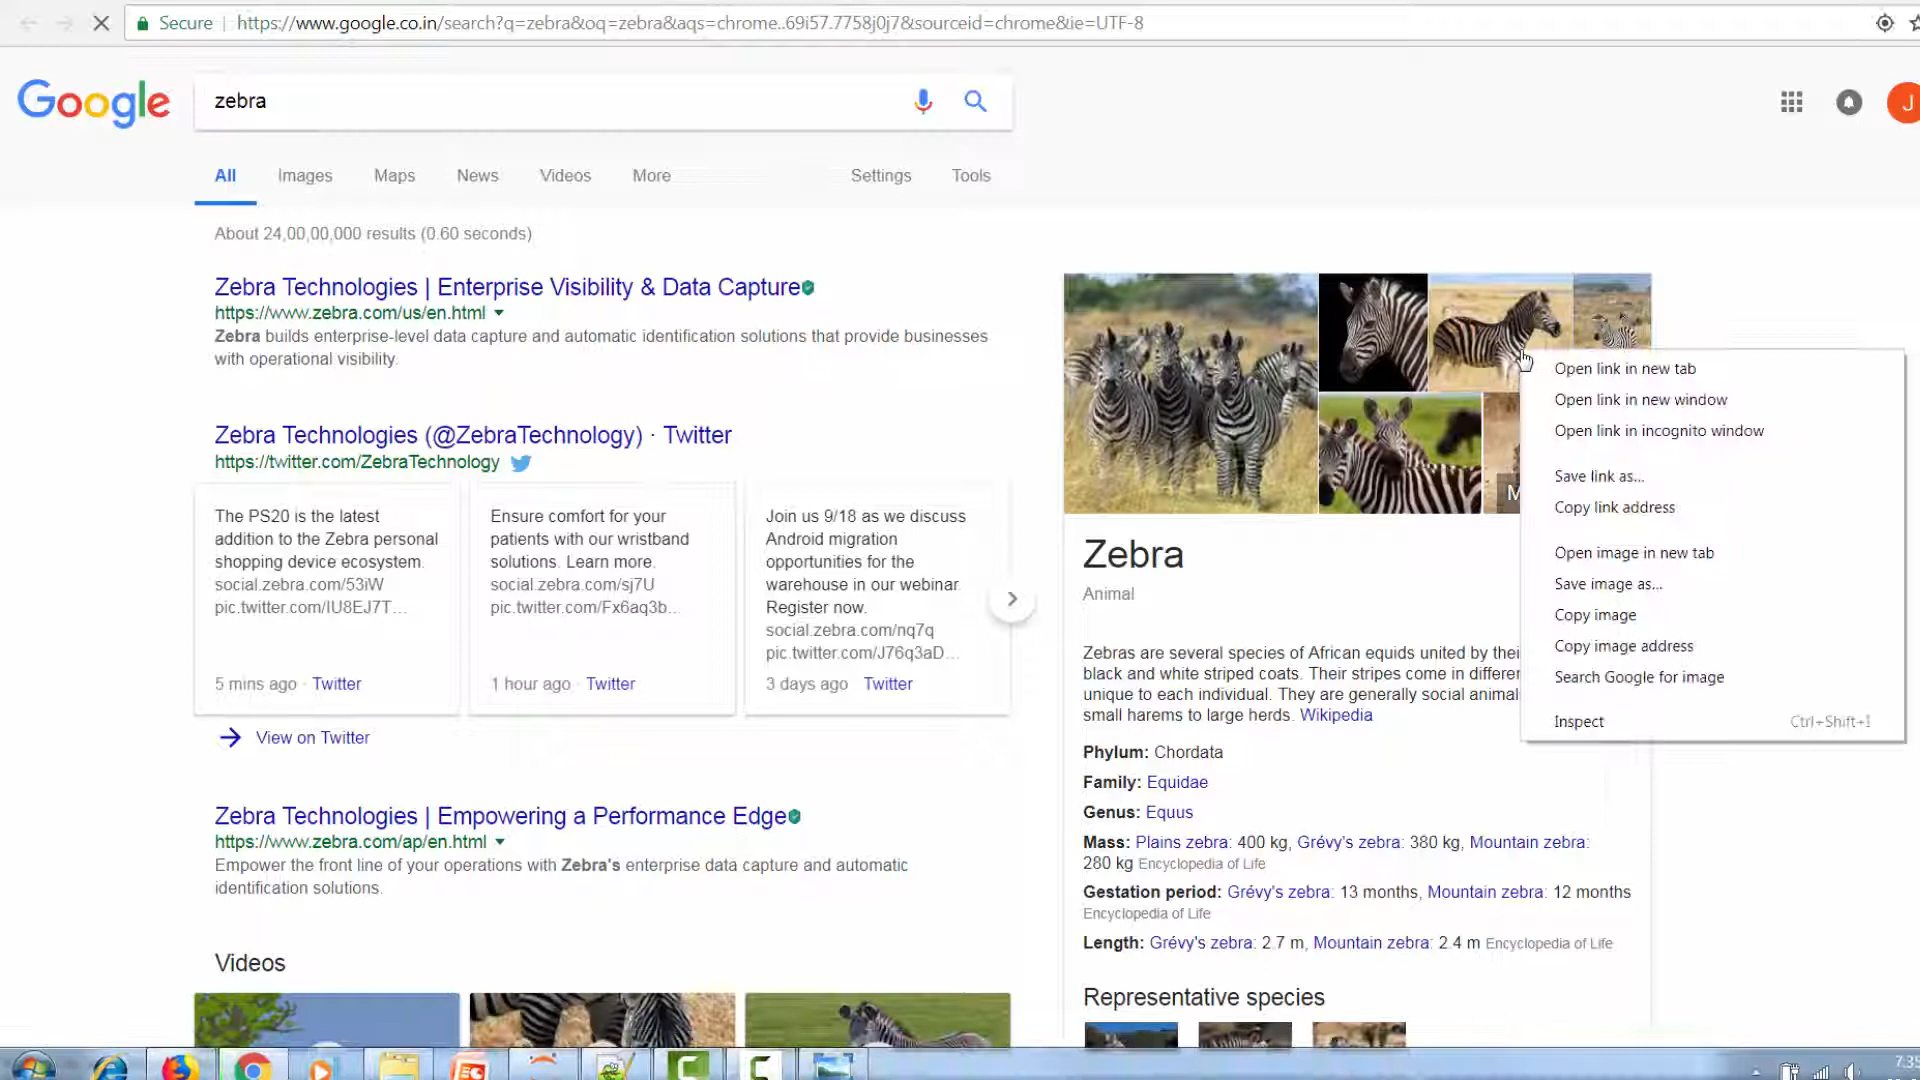 Secure | https://www.google.co.in/search?q=zebra&oq=zebra&aqs=chrome..69i57.7758j0j7&sourceid=chrome&ie=UTF-8
Google
zebra
J
All Images Maps News Videos More Settings Tools
About 24,00,00,000 results (0.60 seconds)
Zebra Technologies | Enterprise Visibility & Data Capture
https://www.zebra.com/us/en.html
Zebra builds enterprise-level data capture and automatic identification solutions that provide businesses
with operational visibility.
Zebra Technologies (@ZebraTechnology) · Twitter
https://twitter.com/ZebraTechnology
The PS20 is the latest
addition to the Zebra personal
shopping device ecosystem.
social.zebra.com/53iW
pic.twitter.com/IU8EJ7T...
5 mins ago · Twitter
Ensure comfort for your
patients with our wristband
solutions. Learn more.
social.zebra.com/sj7U
pic.twitter.com/Fx6aq3b...
1 hour ago · Twitter
Join us 9/18 as we discuss
Android migration
opportunities for the
warehouse in our webinar.
Register now.
social.zebra.com/nq7q
pic.twitter.com/J76q3aD...
3 days ago · Twitter
View on Twitter
Zebra Technologies | Empowering a Performance Edge
https://www.zebra.com/ap/en.html
Empower the front line of your operations with Zebra's enterprise data capture and automatic
identification solutions.
Videos
M
Zebra
Animal
Zebras are several species of African equids united by thei
black and white striped coats. Their stripes come in differen
unique to each individual. They are generally social animal
small harems to large herds. Wikipedia
Phylum: Chordata
Family: Equidae
Genus: Equus
Mass: Plains zebra: 400 kg, Grévy's zebra: 380 kg, Mountain zebra:
280 kg Encyclopedia of Life
Gestation period: Grévy's zebra: 13 months, Mountain zebra: 12 months
Encyclopedia of Life
Length: Grévy's zebra: 2.7 m, Mountain zebra: 2.4 m Encyclopedia of Life
Representative species
Open link in new tab
Open link in new window
Open link in incognito window
Save link as...
Copy link address
Open image in new tab
Save image as...
Copy image
Copy image address
Search Google for image
Inspect Ctrl+Shift+I
7:35